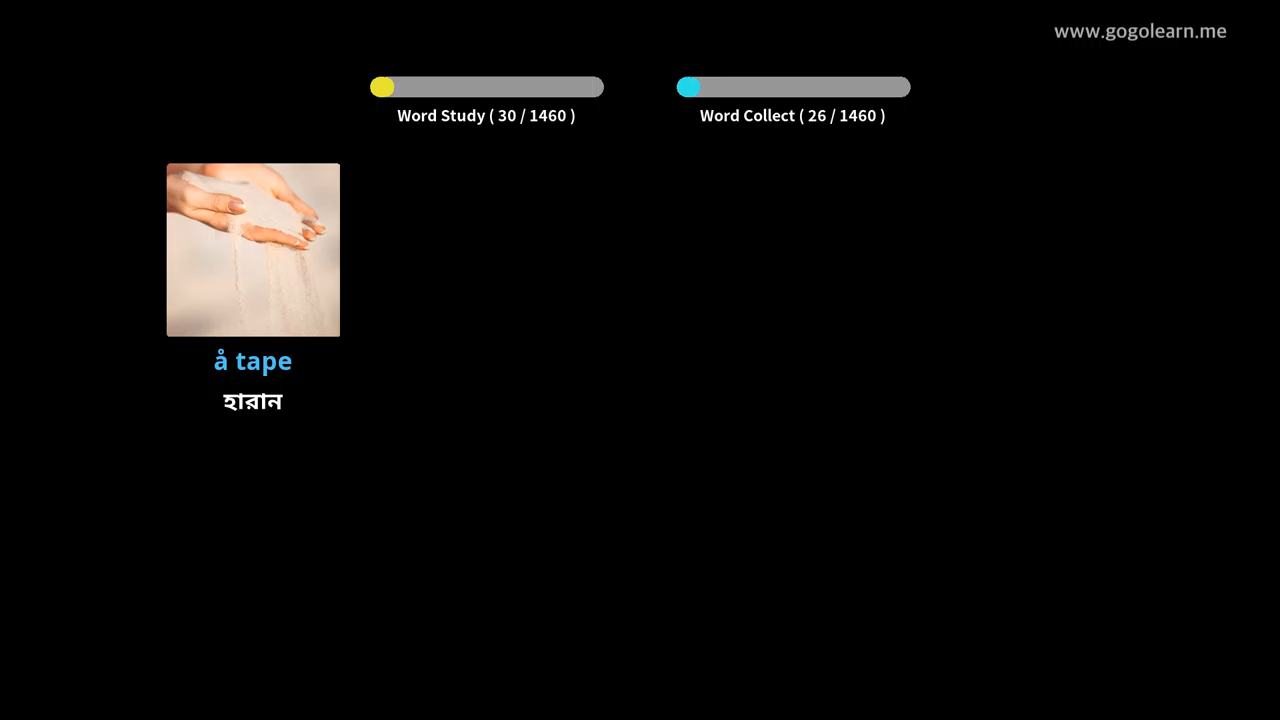 www.gogolearn.me
Word Study ( 30 / 1460 )
Word Collect ( 26 / 1460 )
å tape
হারান